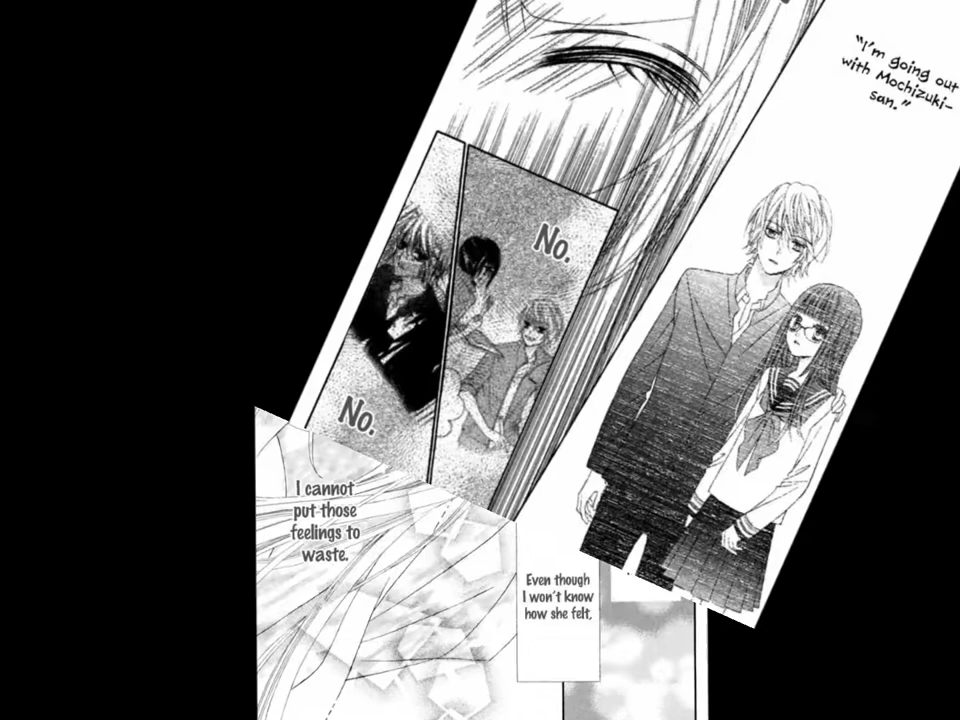 "I'm going out
with Mochizuki-
san."
No.
No.
I cannot
put those
feelings to
waste.
Even though
I won't know
how she felt,